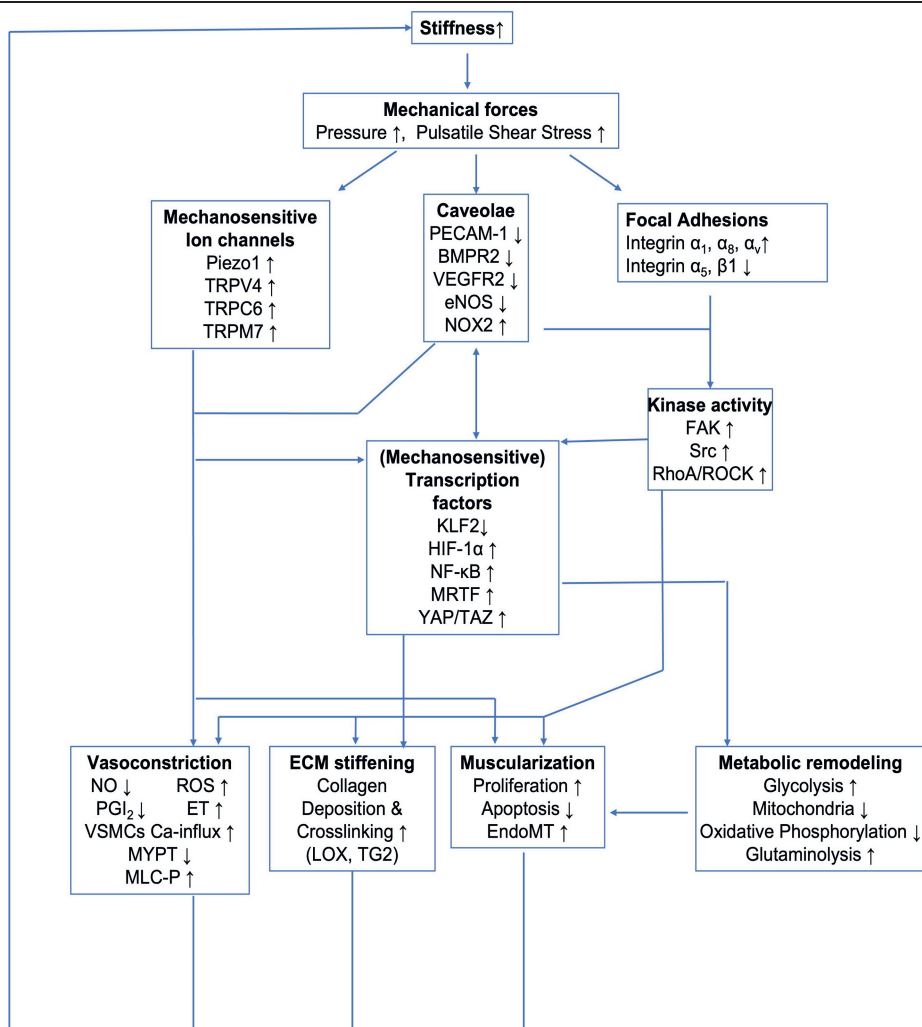 Stiffness↑
Mechanical forces
Pressure ↑, Pulsatile Shear Stress ↑
Mechanosensitive
Ion channels
Piezo1 ↑
TRPV4 ↑
TRPC6 ↑
TRPM7 ↑
Caveolae
PECAM-1 ↓
BMPR2 ↓
VEGFR2 ↓
eNOS ↓
NOX2 ↑
Focal Adhesions
Integrin α₁, α₈, αᵥ↑
Integrin α₅, β1 ↓
Kinase activity
FAK ↑
Src ↑
RhoA/ROCK ↑
(Mechanosensitive)
Transcription
factors
KLF2↓
HIF-1α ↑
NF-κB ↑
MRTF ↑
YAP/TAZ ↑
Vasoconstriction
NO ↓ ROS ↑
PGI₂↓ ET ↑
VSMCs Ca-influx ↑
MYPT ↓
MLC-P ↑
ECM stiffening
Collagen
Deposition &
Crosslinking ↑
(LOX, TG2)
Muscularization
Proliferation ↑
Apoptosis ↓
EndoMT ↑
Metabolic remodeling
Glycolysis ↑
Mitochondria ↓
Oxidative Phosphorylation ↓
Glutaminolysis ↑